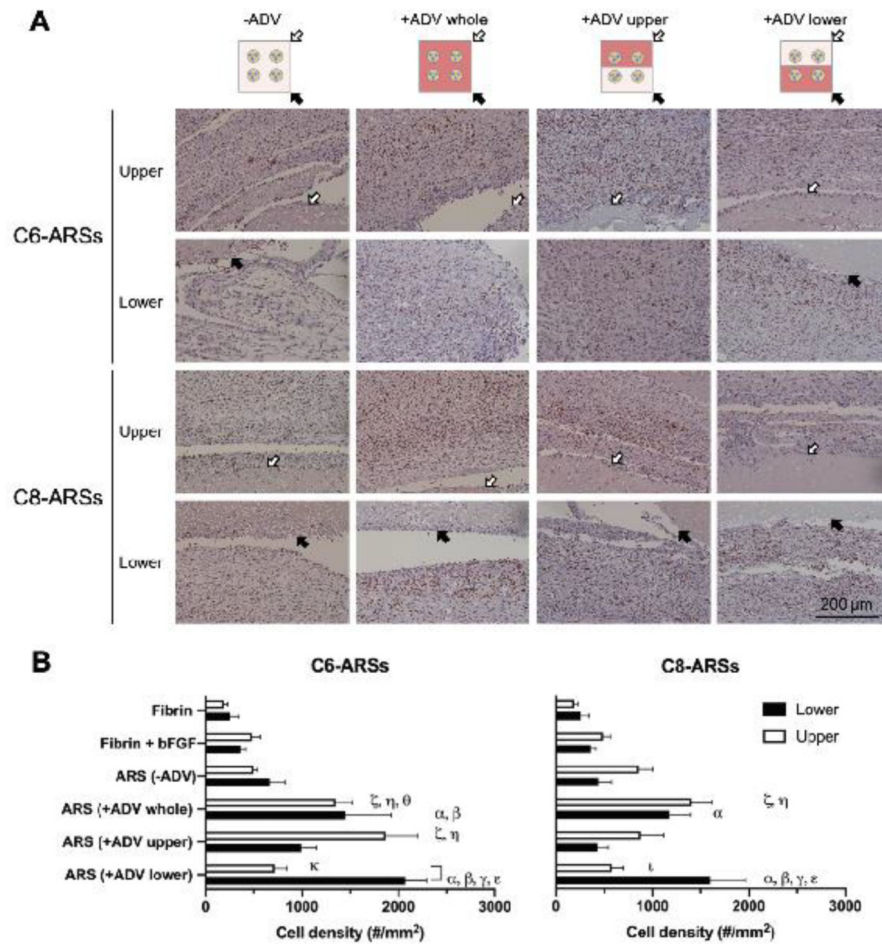 A
-ADV +ADV whole +ADV upper +ADV lower
C6-ARSs
Upper
Lower
C8-ARSs
Upper
Lower
200 µm
B
C6-ARSs C8-ARSs
Lower
Upper
Fibrin
Fibrin + bFGF
ARS (-ADV)
ARS (+ADV whole) ζ, η, θ ζ, η
α, β α
ARS (+ADV upper) ζ, η
ARS (+ADV lower) κ ι
α, β, γ, ε α, β, γ, ε
0 1000 2000 3000 0 1000 2000 3000
Cell density (#/mm²) Cell density (#/mm²)